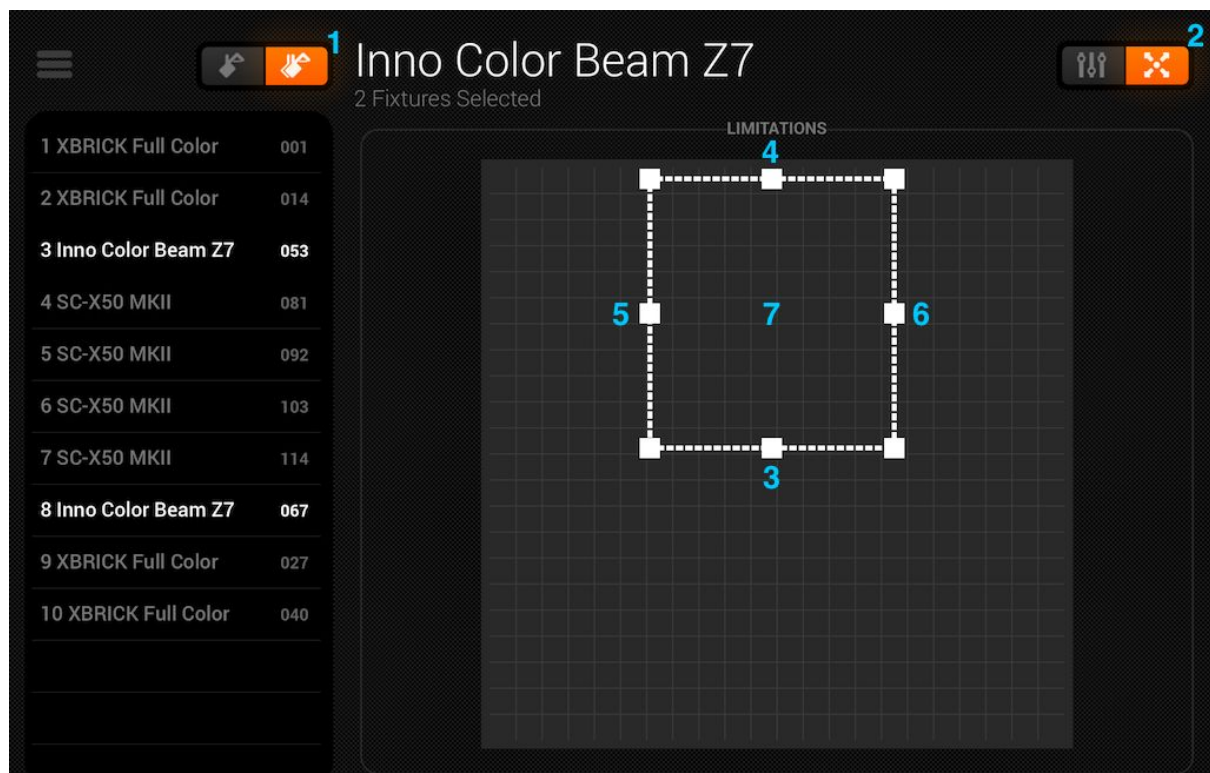 1
Inno Color Beam Z7
2
2 Fixtures Selected
1 XBRICK Full Color 001
2 XBRICK Full Color 014
3 Inno Color Beam Z7 053
4 SC-X50 MKII 081
5 SC-X50 MKII 092
6 SC-X50 MKII 103
7 SC-X50 MKII 114
8 Inno Color Beam Z7 067
9 XBRICK Full Color 027
10 XBRICK Full Color 040
LIMITATIONS
4
5 7 6
3